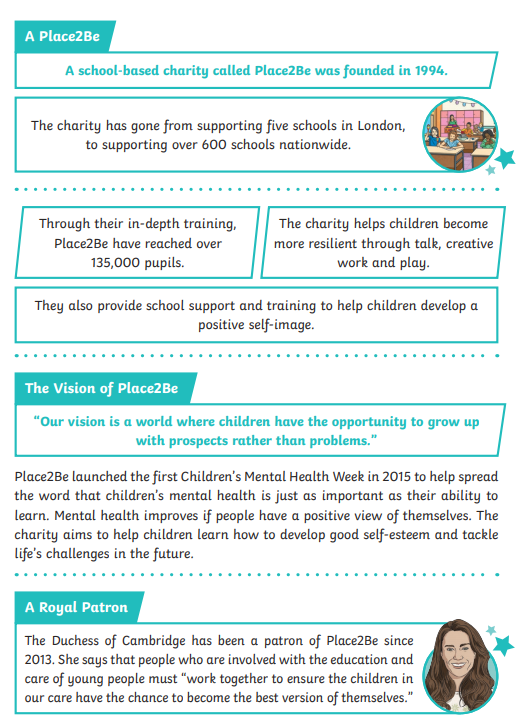 A Place2Be
A school-based charity called Place2Be was founded in 1994.
The charity has gone from supporting five schools in London,
to supporting over 600 schools nationwide.
Through their in-depth training,
Place2Be have reached over
135,000 pupils.
The charity helps children become
more resilient through talk, creative
work and play.
They also provide school support and training to help children develop a
positive self-image.
The Vision of Place2Be
“Our vision is a world where children have the opportunity to grow up
with prospects rather than problems.”
Place2Be launched the first Children’s Mental Health Week in 2015 to help spread
the word that children’s mental health is just as important as their ability to
learn. Mental health improves if people have a positive view of themselves. The
charity aims to help children learn how to develop good self-esteem and tackle
life’s challenges in the future.
A Royal Patron
The Duchess of Cambridge has been a patron of Place2Be since
2013. She says that people who are involved with the education and
care of young people must “work together to ensure the children in
our care have the chance to become the best version of themselves.”